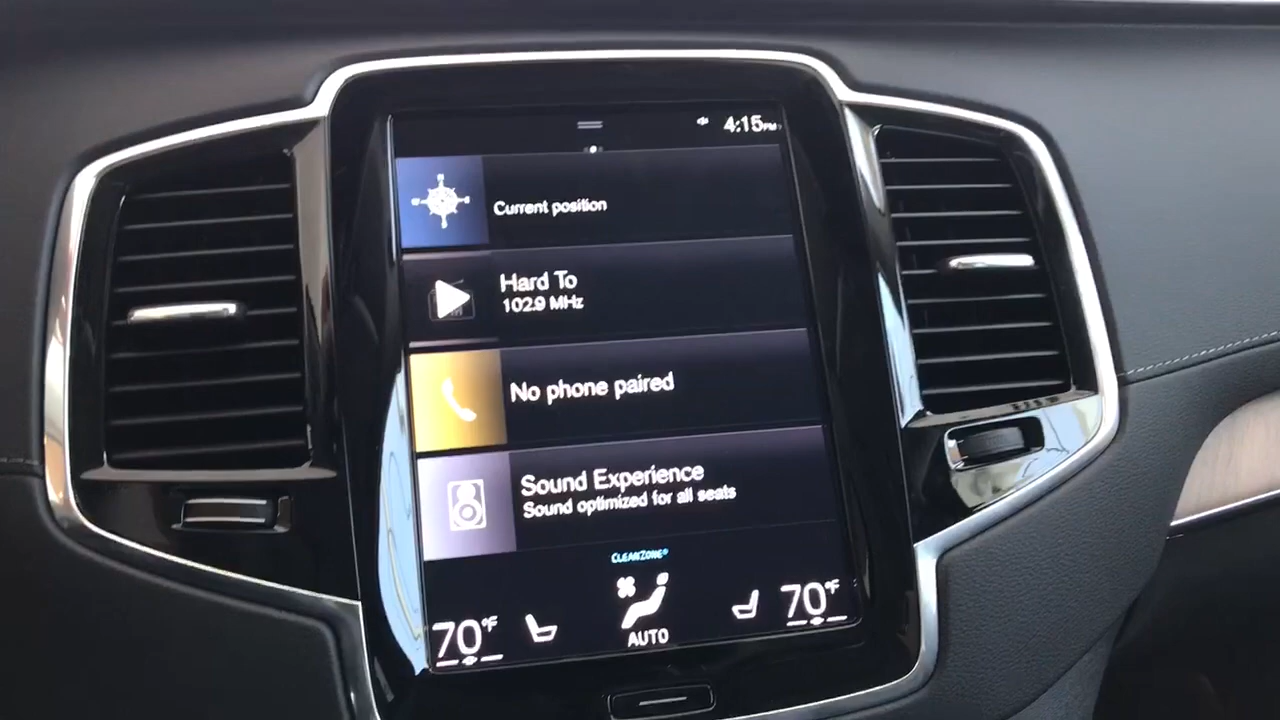 4:15PM
Current position
Hard To
102.9 MHz
No phone paired
Sound Experience
Sound optimized for all seats
CLEANZONE®
70°F
AUTO
70°F